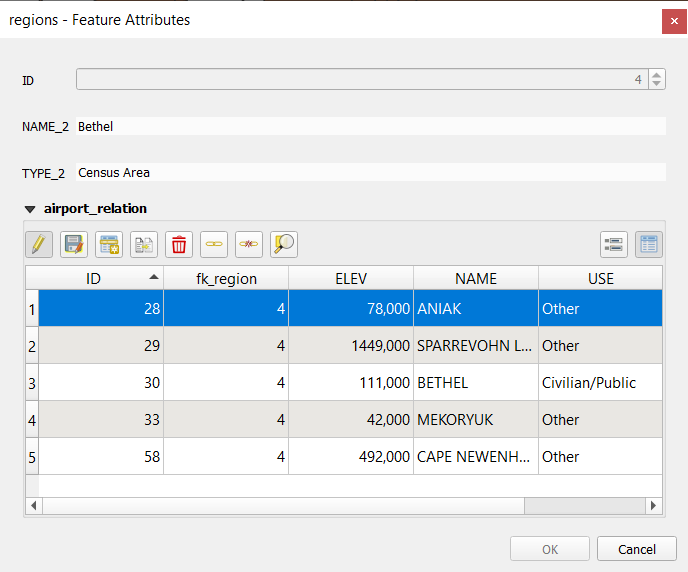 regions - Feature Attributes
ID 4
NAME_2 Bethel
TYPE_2 Census Area
airport_relation
ID fk_region ELEV NAME USE
1 28 4 78,000 ANIAK Other
2 29 4 1449,000 SPARREVOHN L... Other
3 30 4 111,000 BETHEL Civilian/Public
4 33 4 42,000 MEKORYUK Other
5 58 4 492,000 CAPE NEWENH... Other
OK Cancel